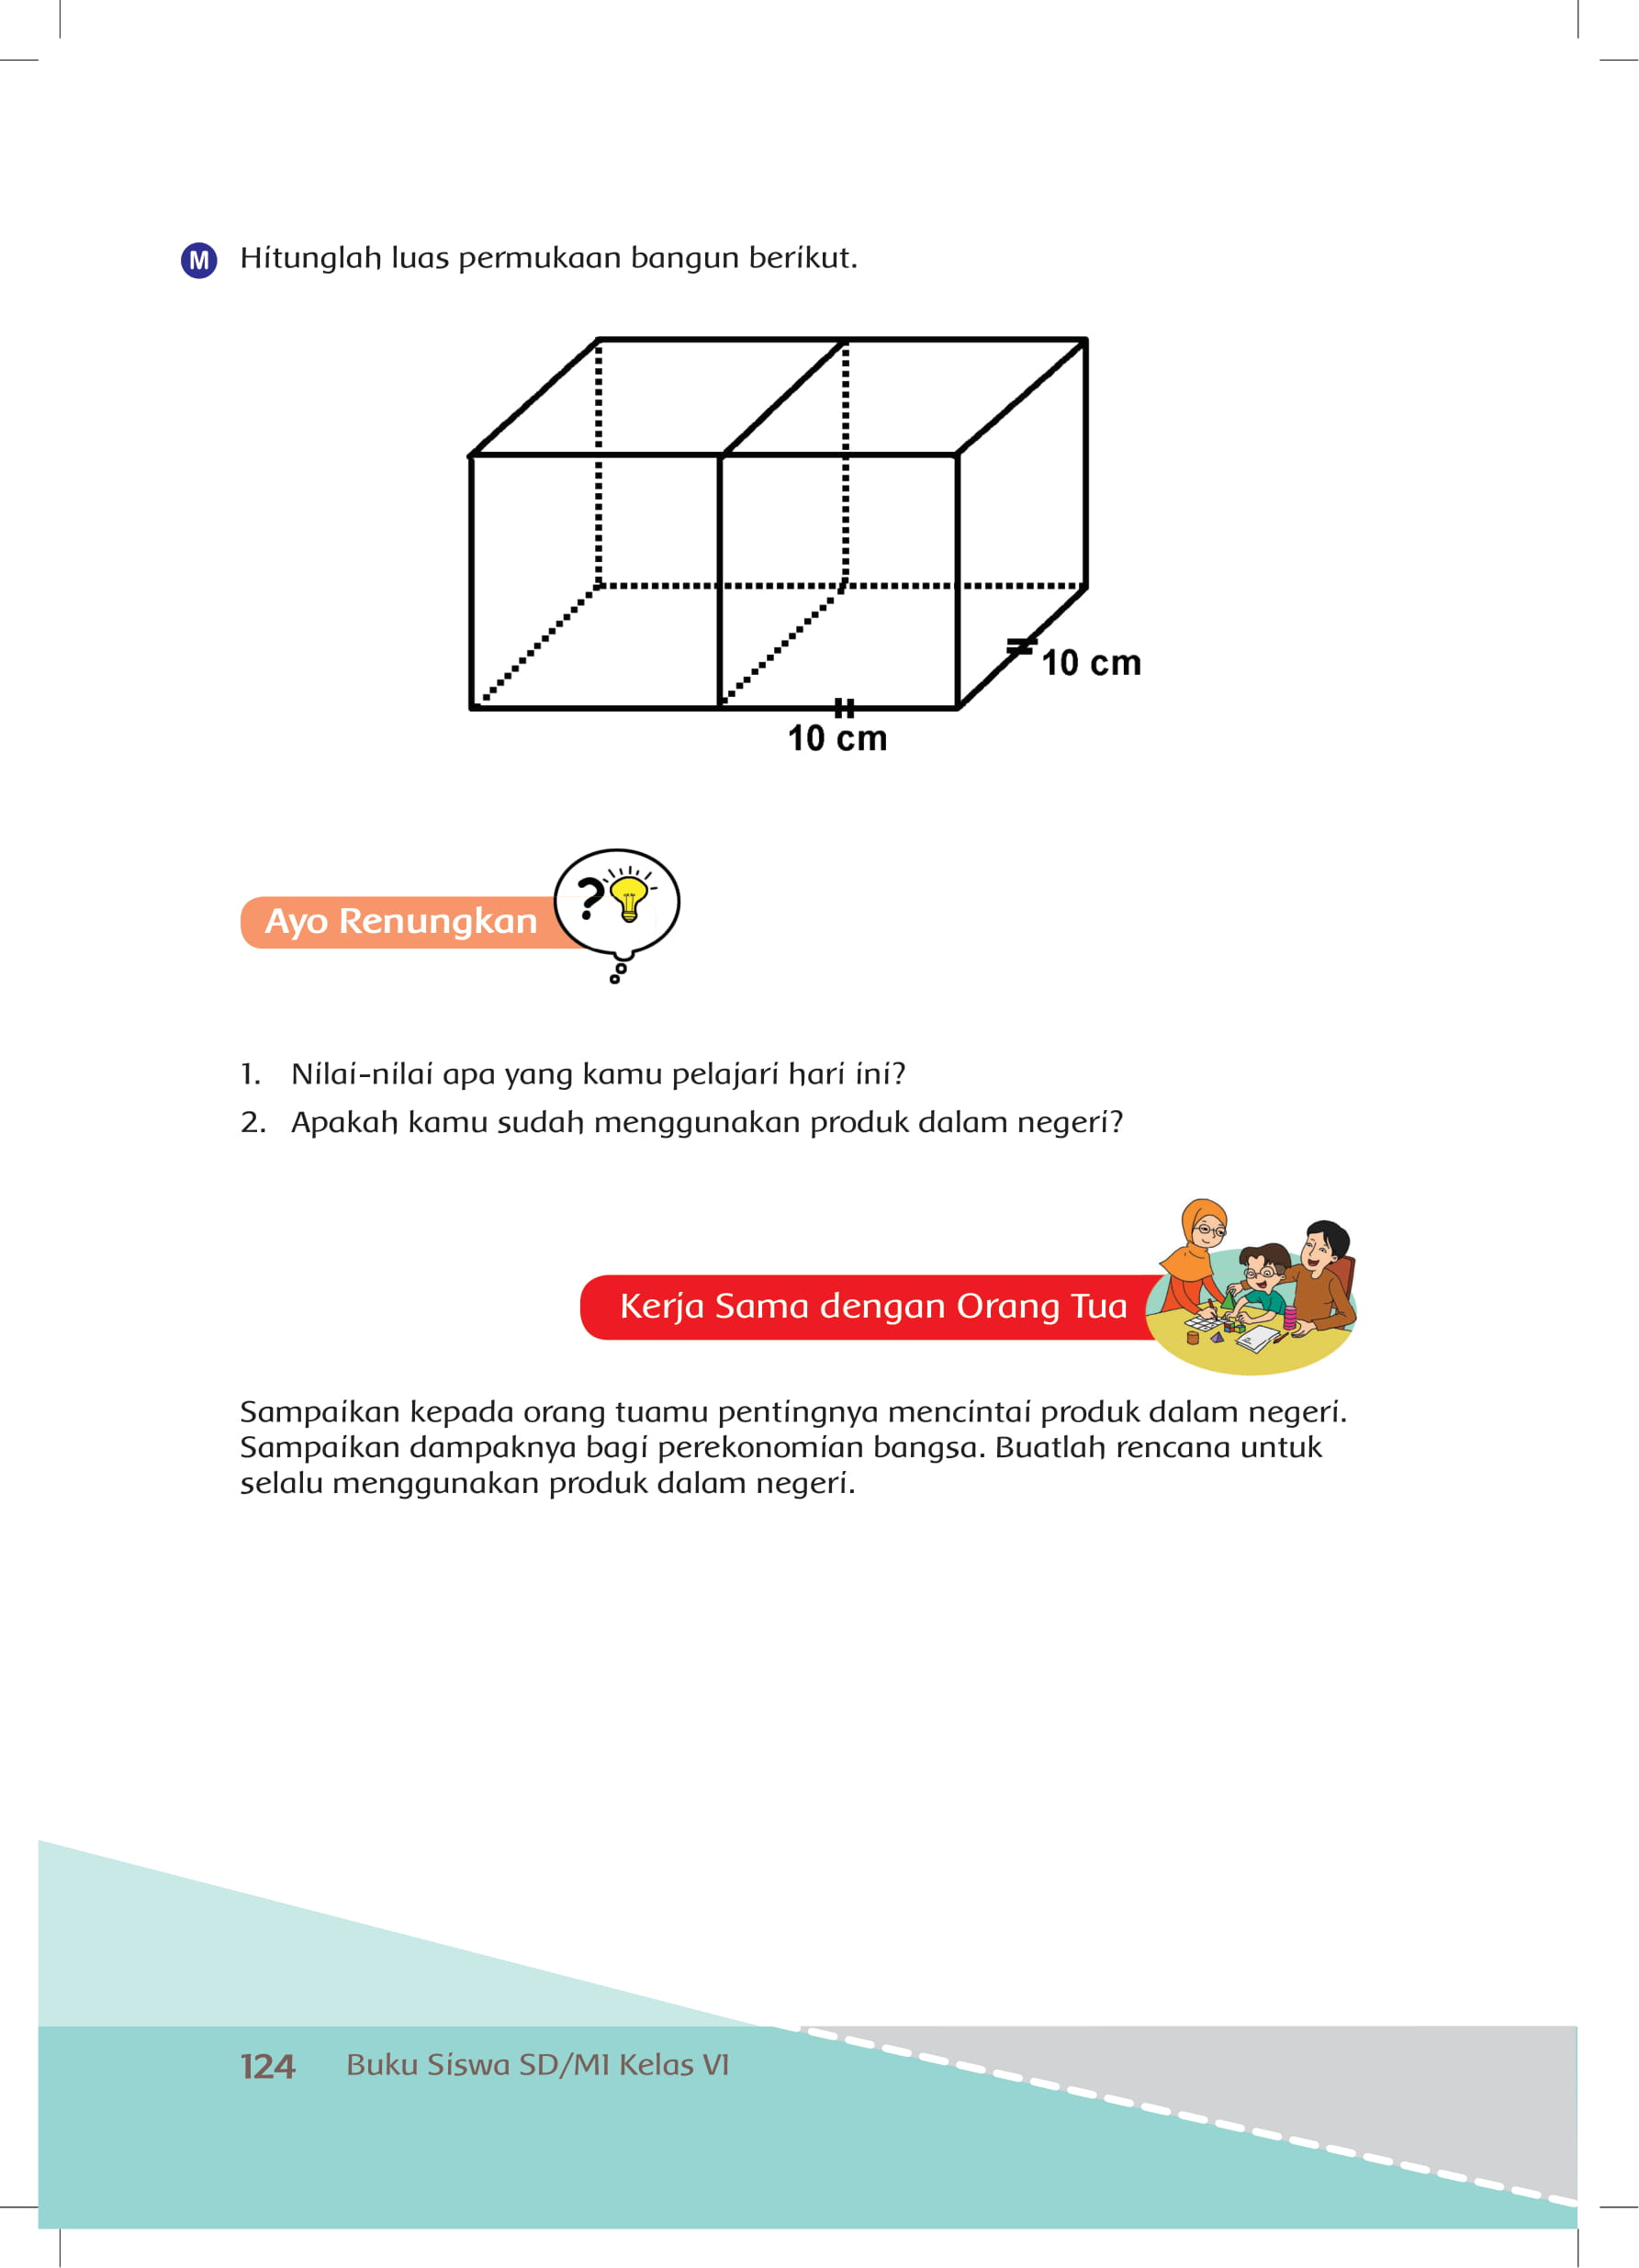 M Hitunglah luas permukaan bangun berikut.
10 cm
10 cm
?
Ayo Renungkan
1. Nilai-nilai apa yang kamu pelajari hari ini?
2. Apakah kamu sudah menggunakan produk dalam negeri?
Kerja Sama dengan Orang Tua
Sampaikan kepada orang tuamu pentingnya mencintai produk dalam negeri.
Sampaikan dampaknya bagi perekonomian bangsa. Buatlah rencana untuk
selalu menggunakan produk dalam negeri.
124 Buku Siswa SD/MI Kelas VI